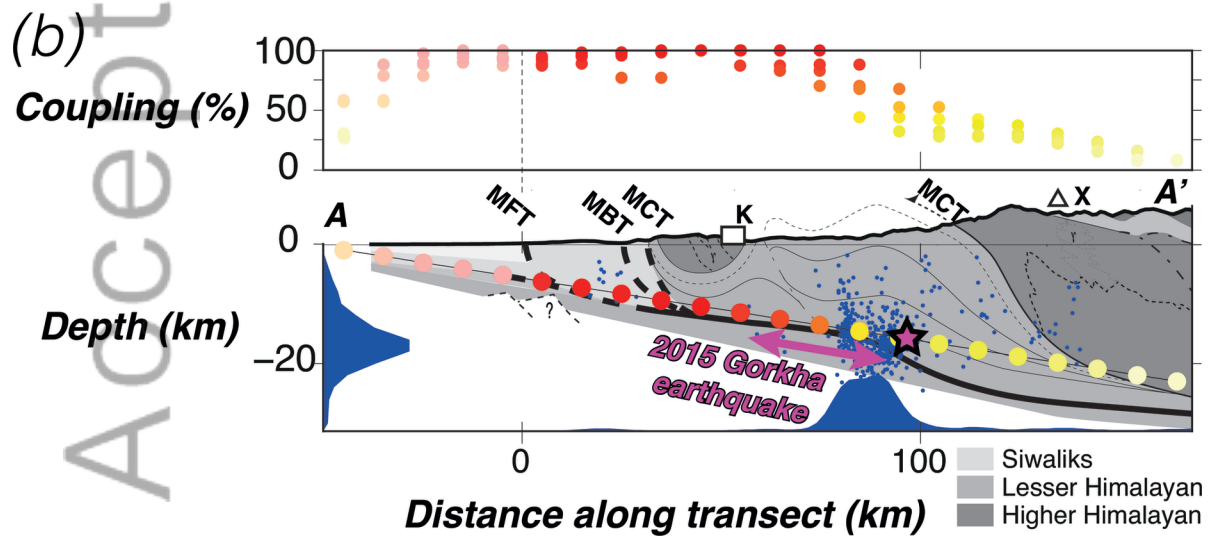 (b)
Accept
100
Coupling (%)
50
0
A
MFT
MBT
MCT
K
MCT
X
A'
0
?
Depth (km)
2015 Gorkha
earthquake
−20
0
100
Siwaliks
Lesser Himalayan
Distance along transect (km)
Higher Himalayan